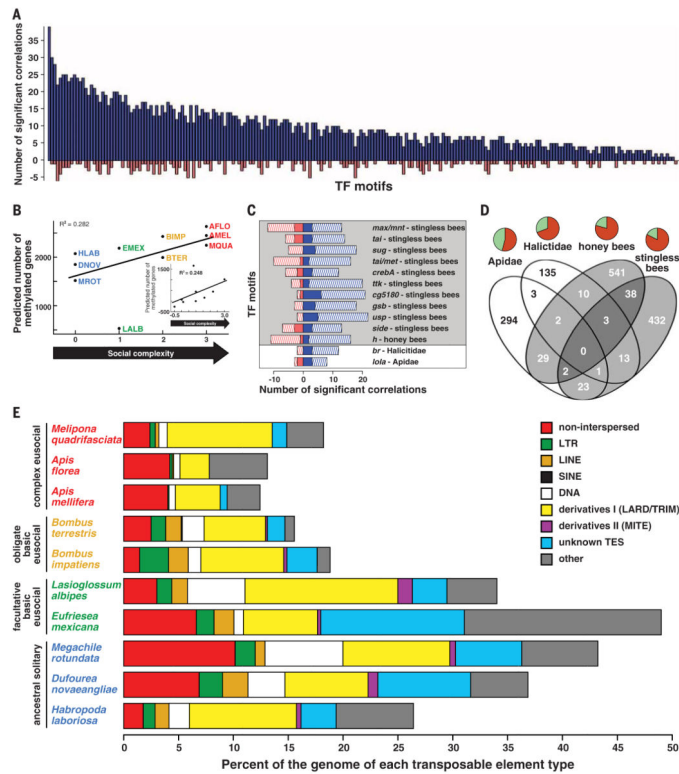 A
Number of significant correlations
35
30
25
20
15
10
5
0
-5
TF motifs
B
Predicted number of methylated genes
2000
1000
R² = 0.282
HLAB
DNOV
MROT
EMEX
LALB
BIMP
BTER
AFLO
AMEL
MQUA
Predicted number of methylated genes
1500
-500
R² = 0.248
-0.5
3.0
Social complexity
0
1
2
3
Social complexity
C
TF motifs
max/mnt - stingless bees
tai - stingless bees
sug - stingless bees
tai/met - stingless bees
crebA - stingless bees
ttk - stingless bees
cg5180 - stingless bees
gsb - stingless bees
usp - stingless bees
side - stingless bees
h - honey bees
br - Halicitidae
lola - Apidae
-10
0
10
20
Number of significant correlations
D
Apidae
Halictidae
honey bees
stingless bees
294
135
541
432
3
10
38
2
3
29
0
13
2
1
23
E
complex eusocial
Melipona quadrifasciata
Apis florea
Apis mellifera
obligate basic eusocial
Bombus terrestris
Bombus impatiens
facultative basic eusocial
Lasioglossum albipes
Eufriesea mexicana
ancestral solitary
Megachile rotundata
Dufourea novaeangliae
Habropoda laboriosa
non-interspersed
LTR
LINE
SINE
DNA
derivatives I (LARD/TRIM)
derivatives II (MITE)
unknown TES
other
0
5
10
15
20
25
30
35
40
45
50
Percent of the genome of each transposable element type